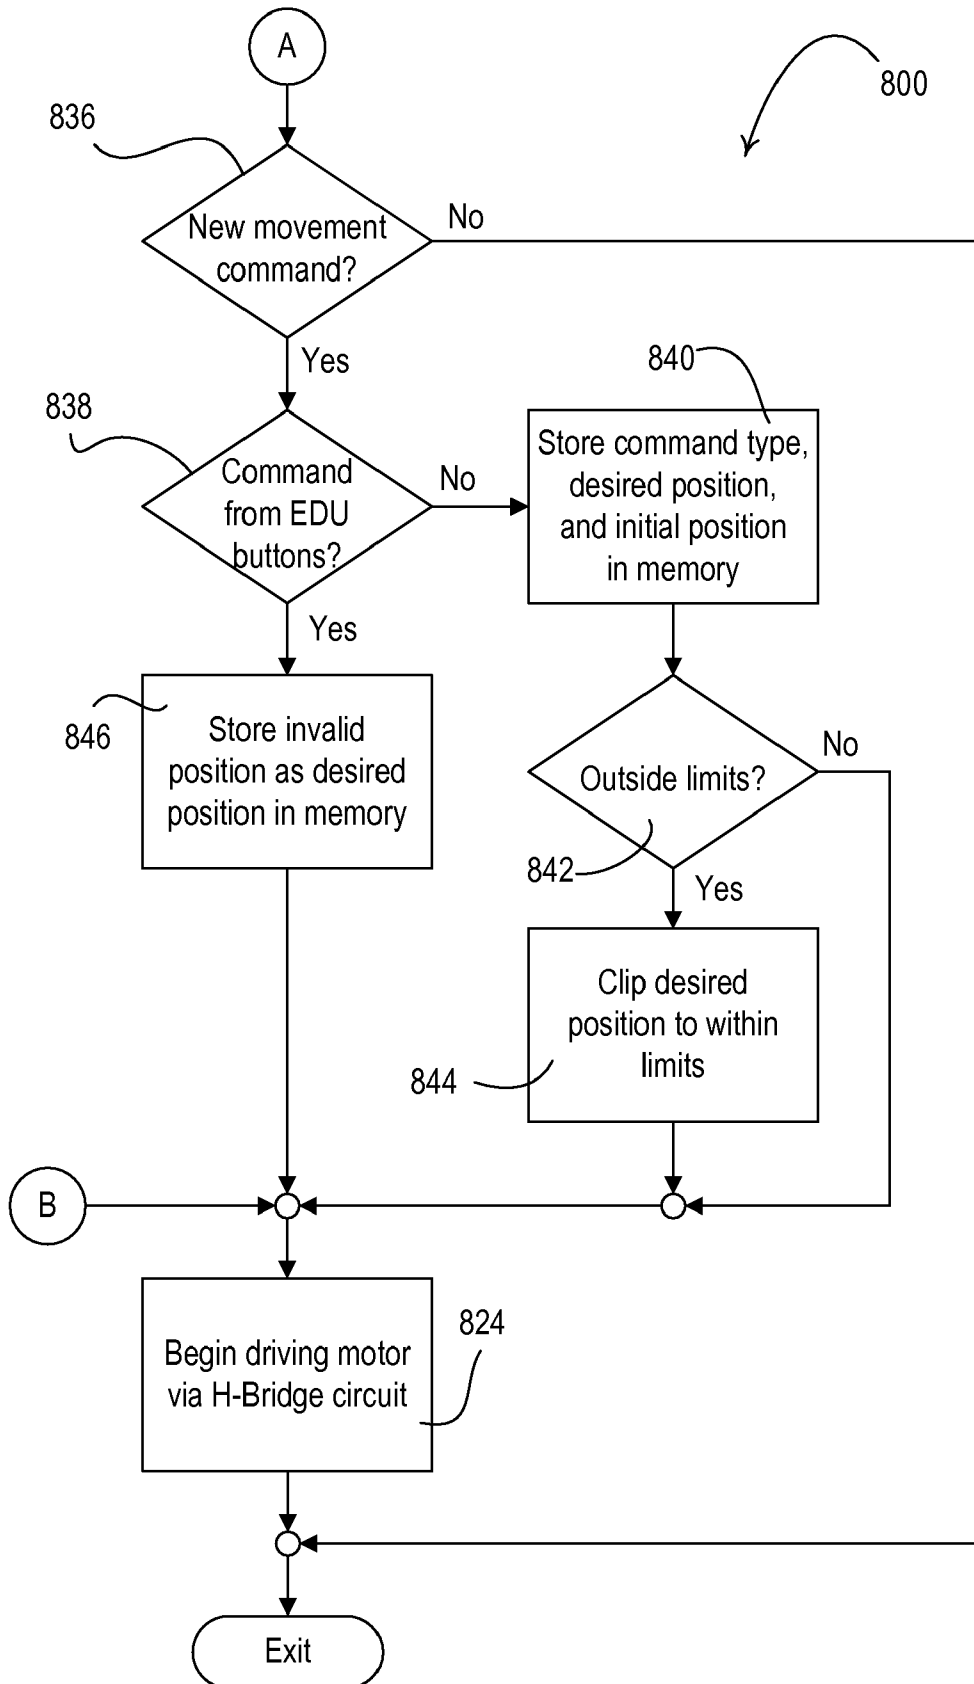 A
800
836
New movement
command?
No
Yes
838
Command
from EDU
buttons?
No
840
Store command type,
desired position,
and initial position
in memory
Yes
846
Store invalid
position as desired
position in memory
Outside limits?
No
842
Yes
Clip desired
position to within
limits
844
B
Begin driving motor
via H-Bridge circuit
824
Exit